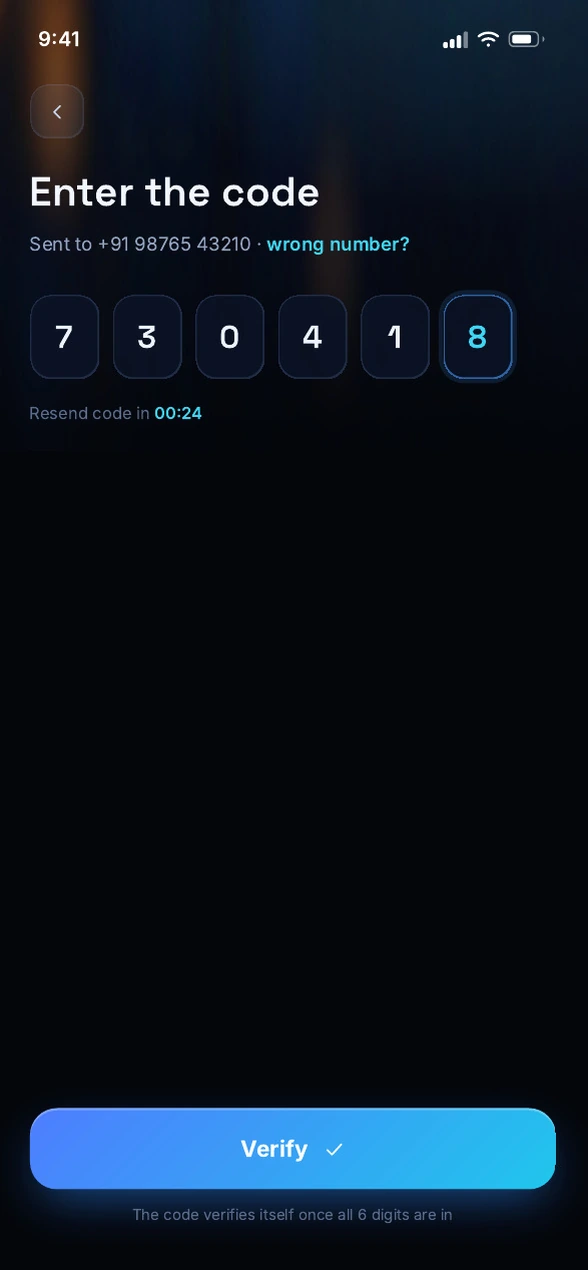 9:41
Enter the code
Sent to +91 98765 43210 · wrong number?
7 3 0 4 1 8
Resend code in 00:24
Verify
The code verifies itself once all 6 digits are in